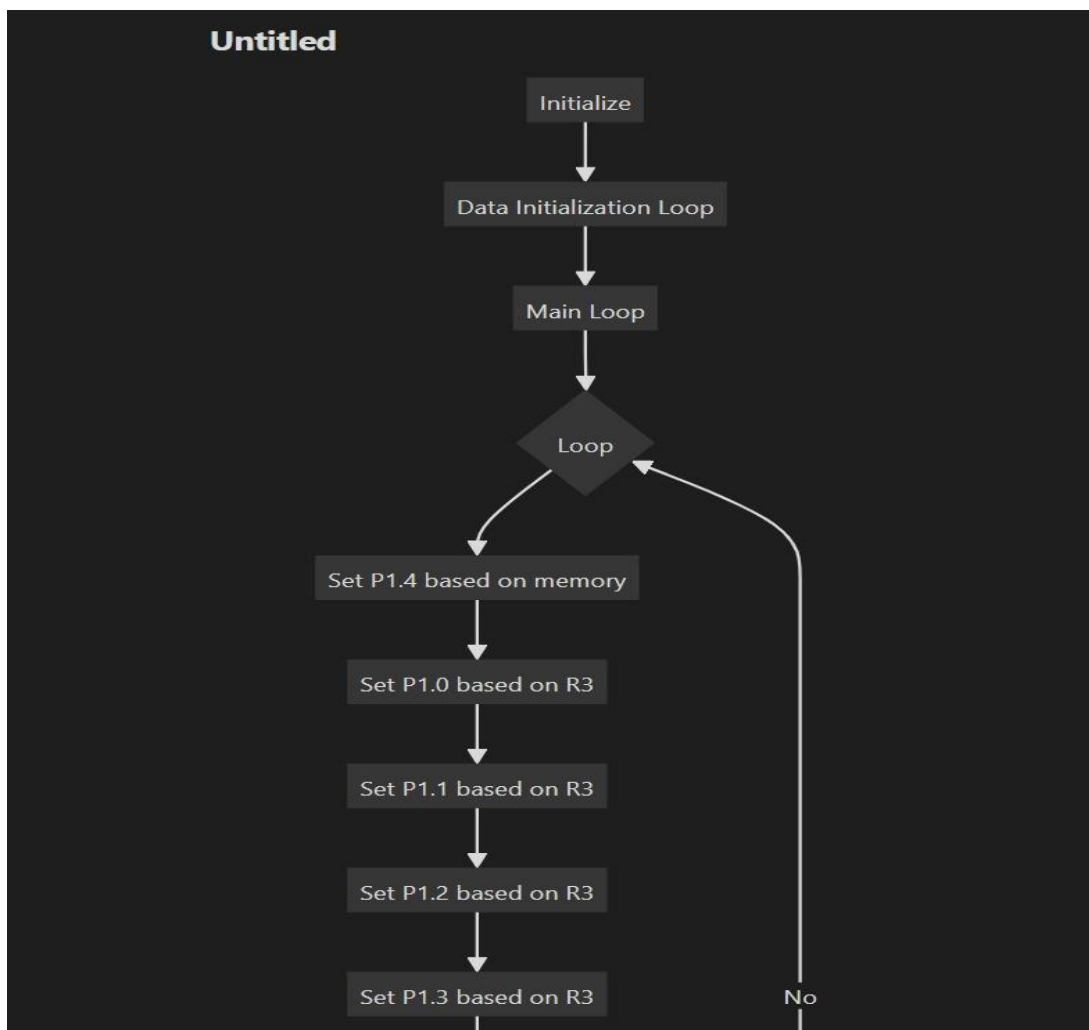 Untitled
Initialize
Data Initialization Loop
Main Loop
Loop
Set P1.4 based on memory
Set P1.0 based on R3
Set P1.1 based on R3
Set P1.2 based on R3
Set P1.3 based on R3
No